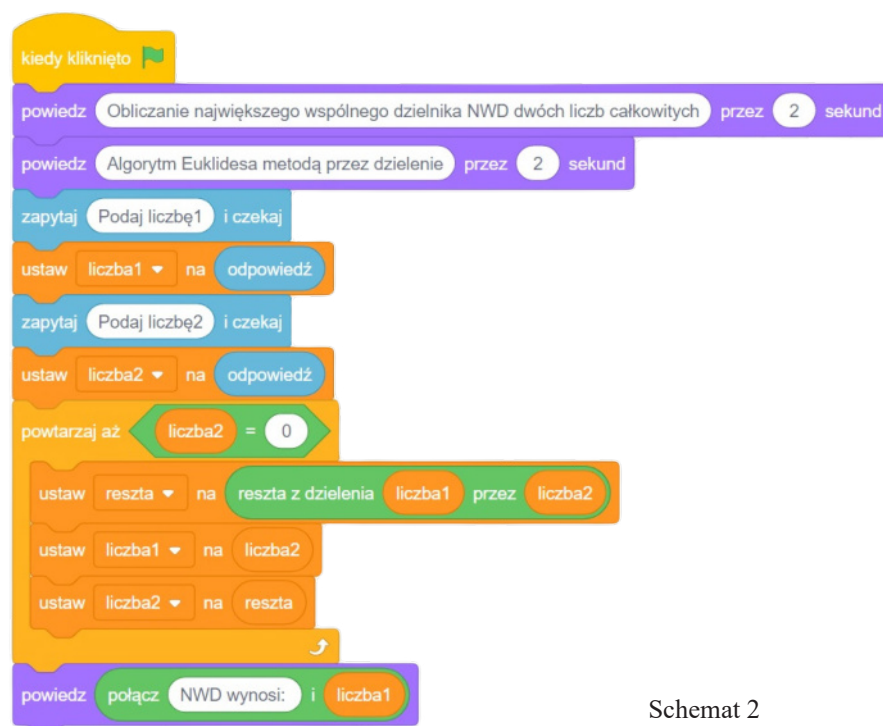 kiedy kliknięto
powiedz Obliczanie największego wspólnego dzielnika NWD dwóch liczb całkowitych przez 2 sekund
powiedz Algorytm Euklidesa metodą przez dzielenie przez 2 sekund
zapytaj Podaj liczbę1 i czekaj
ustaw liczba1 na odpowiedź
zapytaj Podaj liczbę2 i czekaj
ustaw liczba2 na odpowiedź
powtarzaj aż liczba2 = 0
ustaw reszta na reszta z dzielenia liczba1 przez liczba2
ustaw liczba1 na liczba2
ustaw liczba2 na reszta
powiedz połącz NWD wynosi: i liczba1
Schemat 2